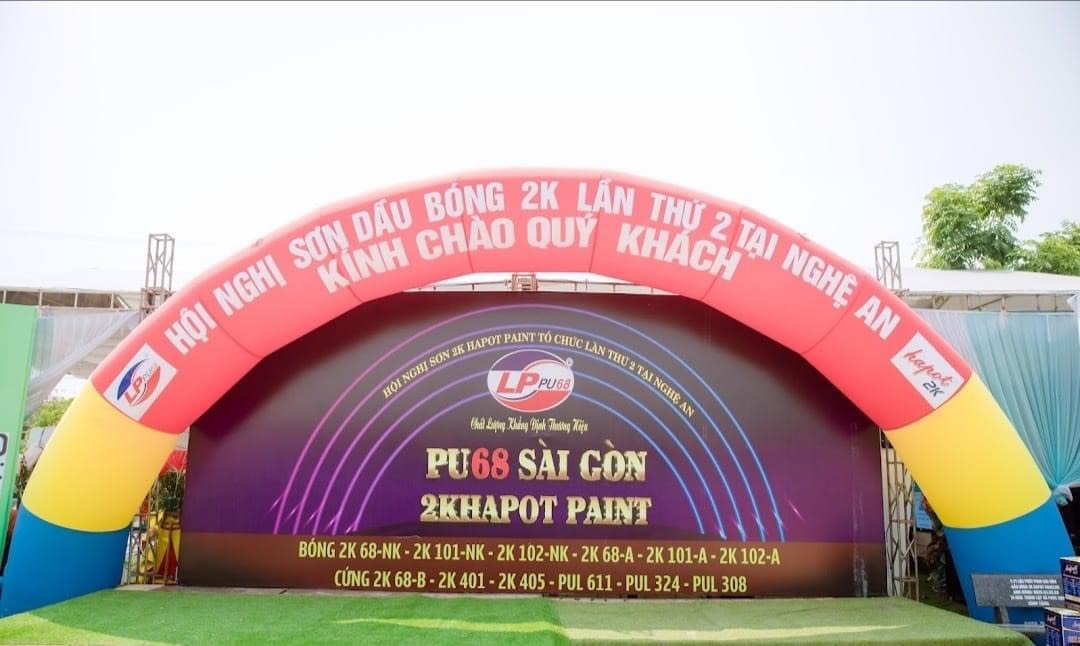 HỘI NGHỊ SƠN DẦU BÓNG 2K LẦN THỨ 2 TẠI NGHỆ AN
KÍNH CHÀO QUÝ KHÁCH
LP PU68
hapot 2K
HỘI NGHỊ SƠN 2K HAPOT PAINT TỔ CHỨC LẦN THỨ 2 TẠI NGHỆ AN
LP PU68 ®
Chất Lượng Khẳng Định Thương Hiệu
PU68 SÀI GÒN
2KHAPOT PAINT
BÓNG 2K 68-NK - 2K 101-NK - 2K 102-NK - 2K 68-A - 2K 101-A - 2K 102-A
CỨNG 2K 68-B - 2K 401 - 2K 405 - PUL 611 - PUL 324 - PUL 308